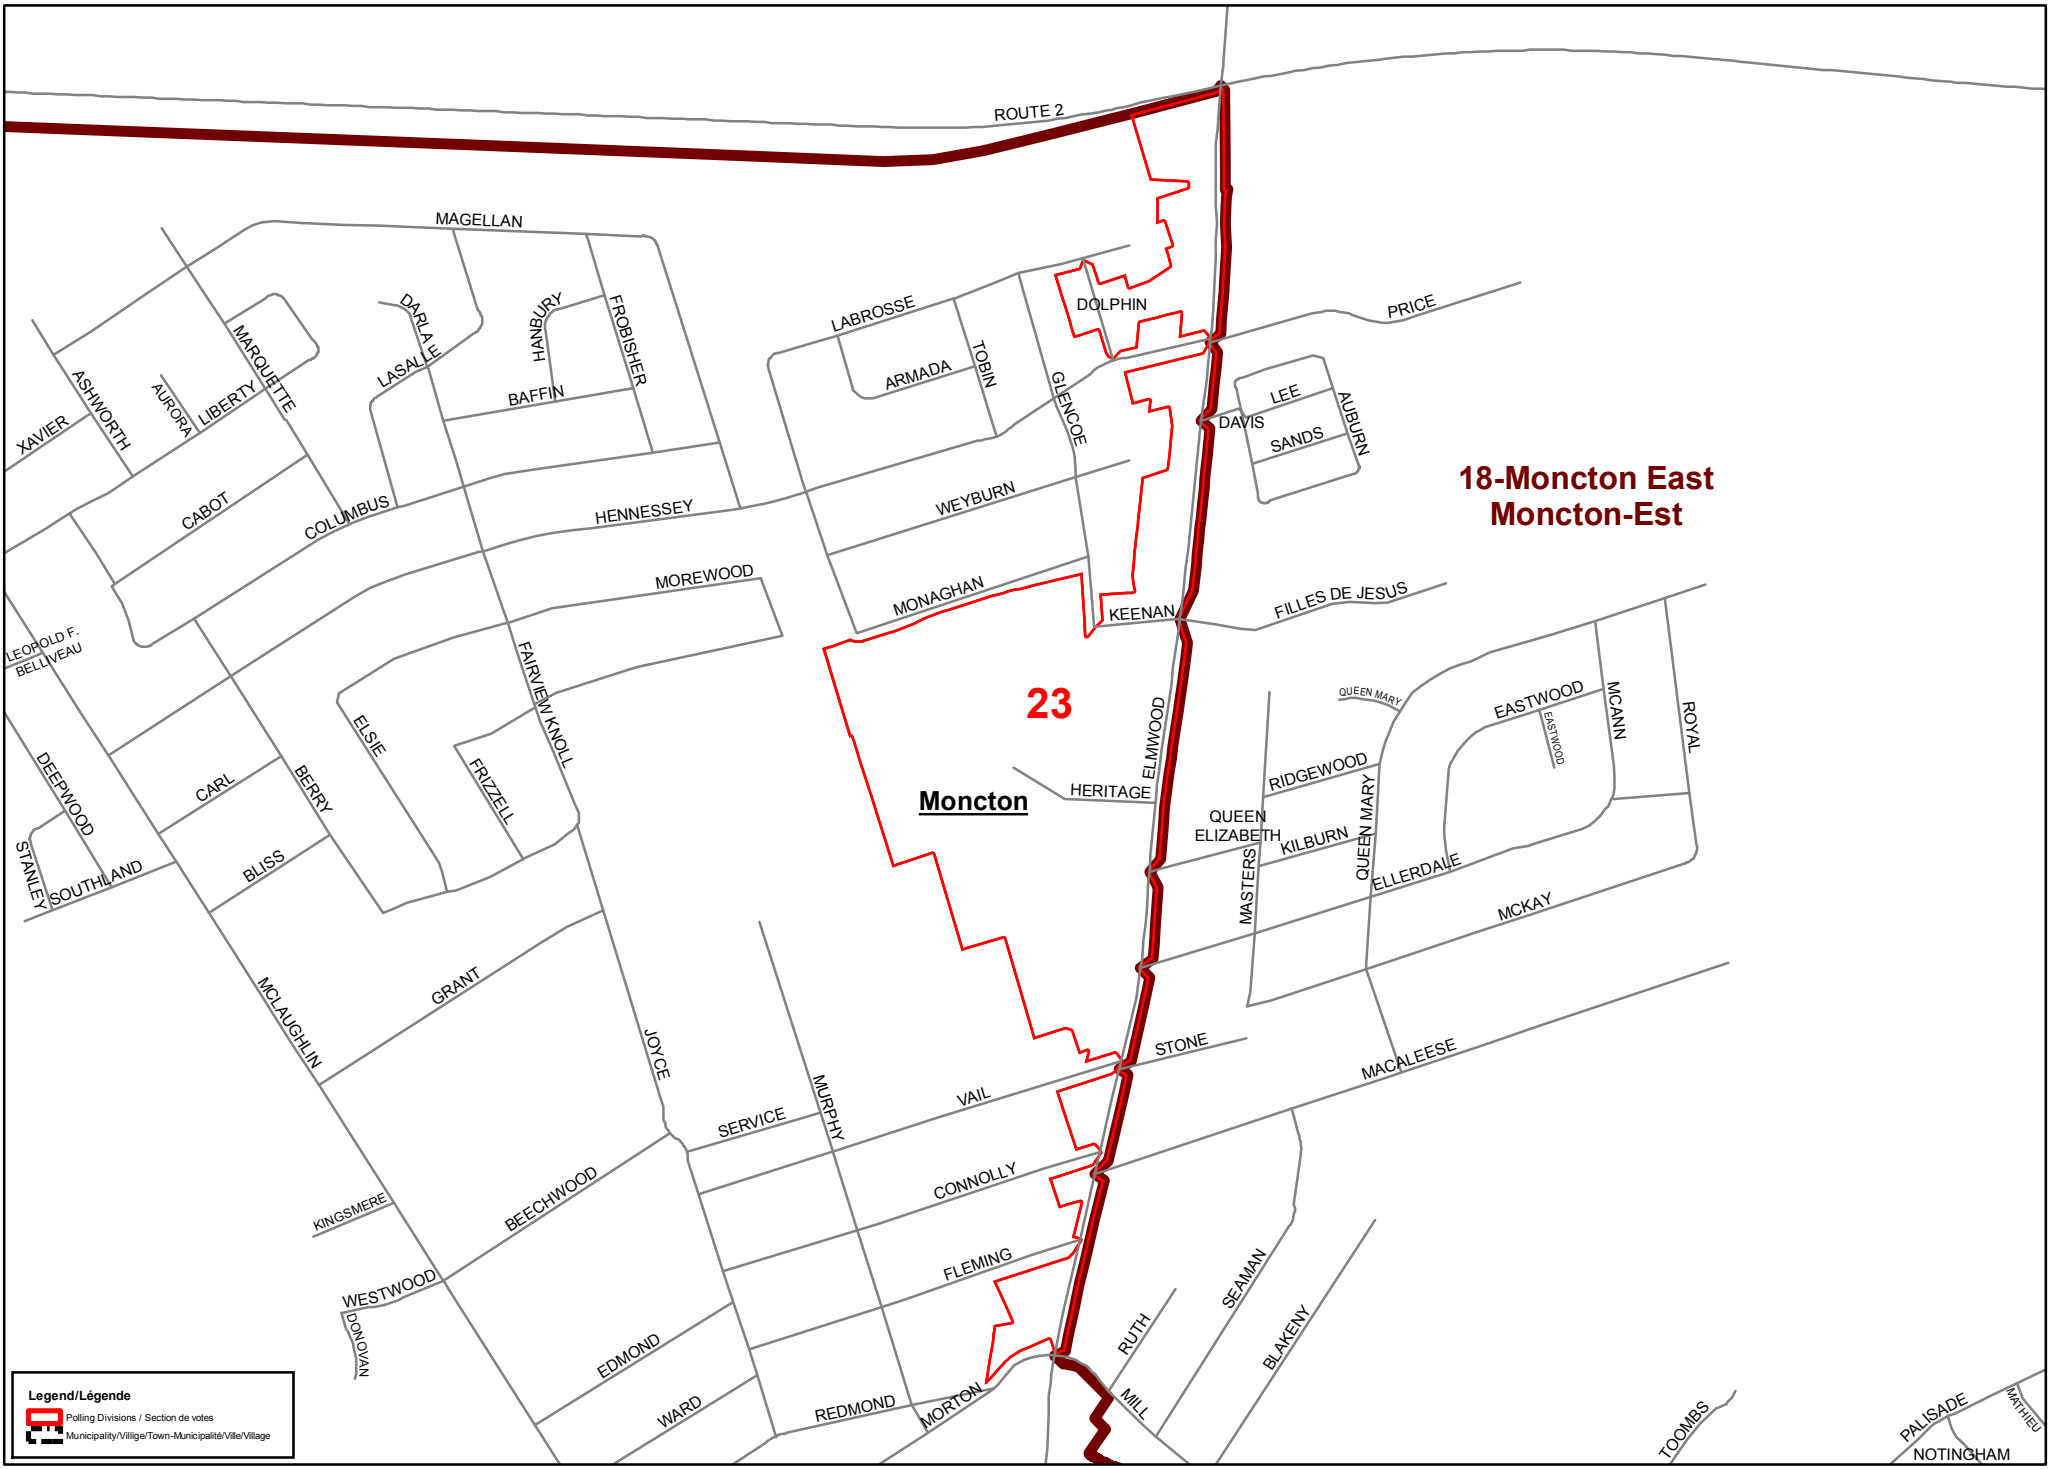 ROUTE 2
MAGELLAN
DARLA
HANBURY
FROBISHER
LABROSSE
DOLPHIN
PRICE
MARQUETTE
LASALLE
ARMADA
TOBIN
GLENCOE
ASHWORTH
AURORA
LIBERTY
BAFFIN
LEE
AUBURN
DAVIS
SANDS
XAVIER
CABOT
COLUMBUS
HENNESSEY
WEYBURN
18-Moncton East
Moncton-Est
MOREWOOD
MONAGHAN
KEENAN
FILLES DE JESUS
LEOPOLD F.
BELLIVEAU
FAIRVIEW KNOLL
23
ELMWOOD
QUEEN MARY
EASTWOOD
EASTWOOD
MCANN
ROYAL
ELSIE
DEEPWOOD
CARL
BERRY
FRIZZELL
HERITAGE
Moncton
RIDGEWOOD
QUEEN
ELIZABETH
KILBURN
QUEEN MARY
MASTERS
STANLEY
SOUTHLAND
BLISS
ELLERDALE
MCKAY
GRANT
MCLAUGHLIN
JOYCE
STONE
MACALEESE
MURPHY
VAIL
SERVICE
CONNOLLY
KINGSMERE
BEECHWOOD
FLEMING
WESTWOOD
DONOVAN
SEAMAN
RUTH
BLAKENY
EDMOND
WARD
REDMOND
MORTON
MILL
TOOMBS
PALISADE
MATHIEU
NOTINGHAM
Legend/Légende
Polling Divisions / Section de votes
Municipality/Villige/Town-Municipalité/Ville/Village